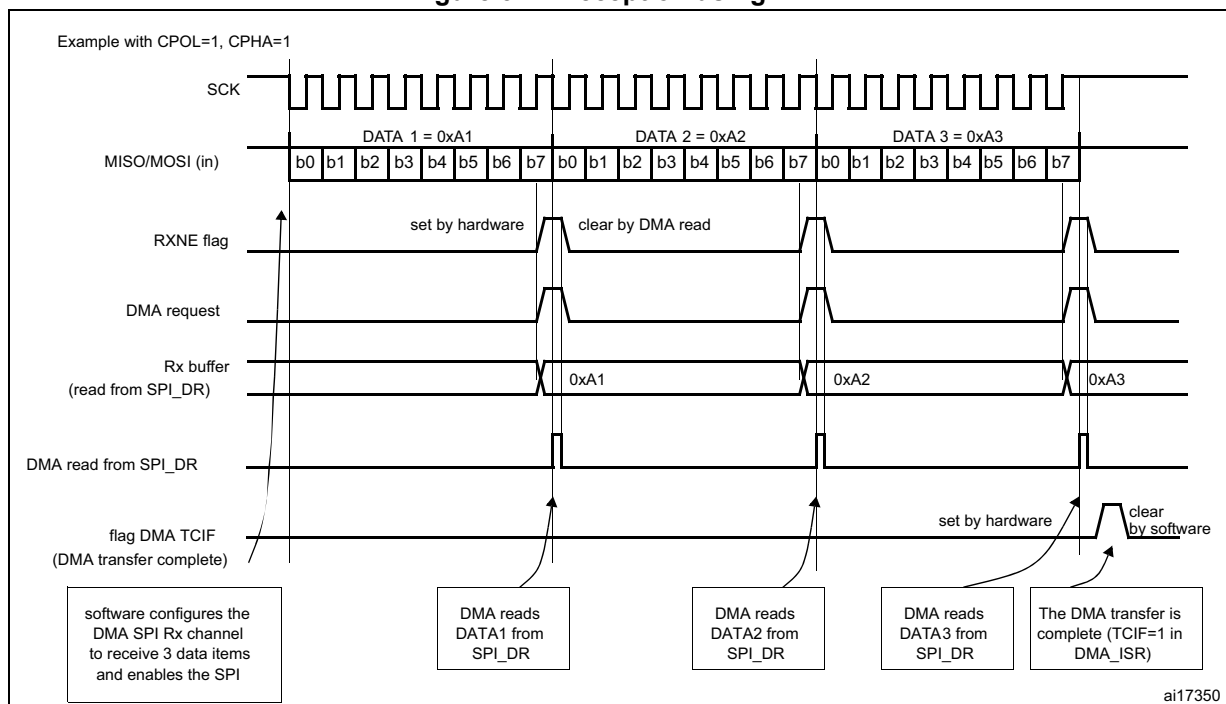 Example with CPOL=1, CPHA=1
SCK
DATA 1 = 0xA1
DATA 2 = 0xA2
DATA 3 = 0xA3
MISO/MOSI (in)
b0 b1 b2 b3 b4 b5 b6 b7 b0 b1 b2 b3 b4 b5 b6 b7 b0 b1 b2 b3 b4 b5 b6 b7
set by hardware
clear by DMA read
RXNE flag
DMA request
Rx buffer
(read from SPI_DR)
0xA1
0xA2
0xA3
DMA read from SPI_DR
flag DMA TCIF
(DMA transfer complete)
set by hardware
clear
by software
software configures the
DMA SPI Rx channel
to receive 3 data items
and enables the SPI
DMA reads
DATA1 from
SPI_DR
DMA reads
DATA2 from
SPI_DR
DMA reads
DATA3 from
SPI_DR
The DMA transfer is
complete (TCIF=1 in
DMA_ISR)
ai17350